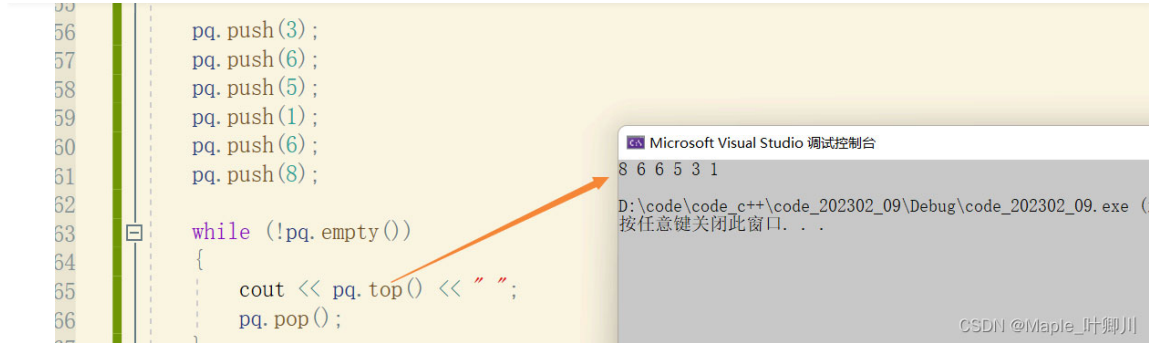 55
56 pq.push(3);
57 pq.push(6);
58 pq.push(5);
59 pq.push(1);
60 pq.push(6);
61 pq.push(8);
62
63 while (!pq.empty())
64 {
65 cout << pq.top() << " ";
66 pq.pop();
Microsoft Visual Studio 调试控制台
8 6 6 5 3 1
D:\code\code_c++\code_202302_09\Debug\code_202302_09.exe (
按任意键关闭此窗口. . .
CSDN @Maple_叶卿川